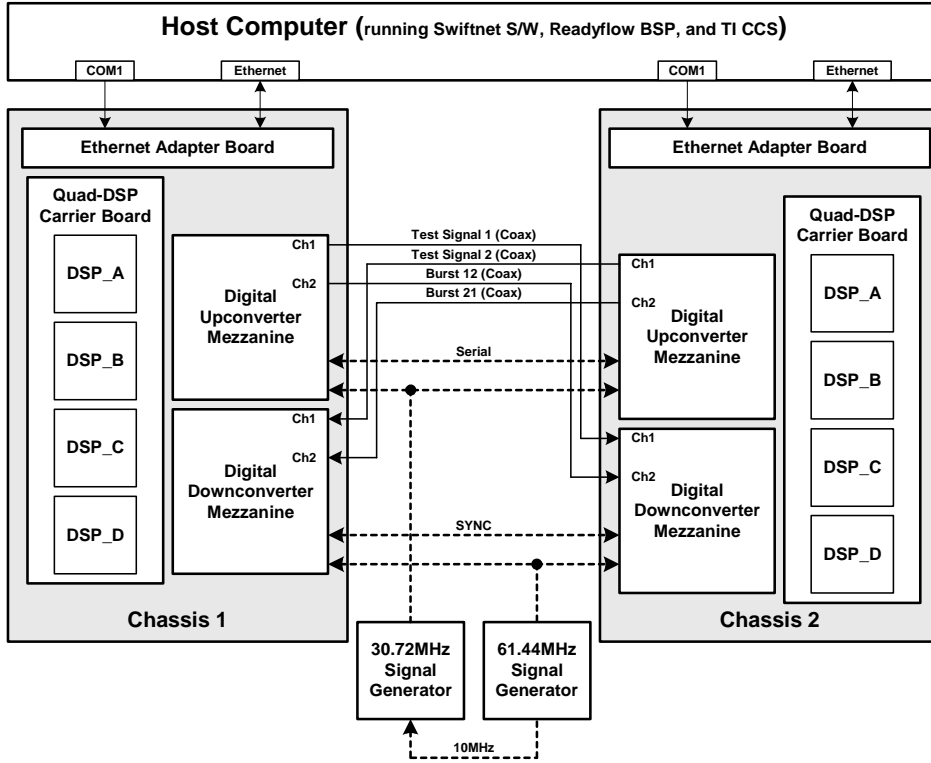 Host Computer (running Swiftnet S/W, Readyflow BSP, and TI CCS)
COM1
Ethernet
COM1
Ethernet
Ethernet Adapter Board
Ethernet Adapter Board
Quad-DSP
Carrier Board
DSP_A
DSP_B
DSP_C
DSP_D
Ch1
Ch2
Digital
Upconverter
Mezzanine
Ch1
Ch2
Digital
Downconverter
Mezzanine
Chassis 1
Test Signal 1 (Coax)
Test Signal 2 (Coax)
Burst 12 (Coax)
Burst 21 (Coax)
Serial
SYNC
Ch1
Ch2
Digital
Upconverter
Mezzanine
Ch1
Ch2
Digital
Downconverter
Mezzanine
Quad-DSP
Carrier Board
DSP_A
DSP_B
DSP_C
DSP_D
Chassis 2
30.72MHz
Signal
Generator
61.44MHz
Signal
Generator
10MHz